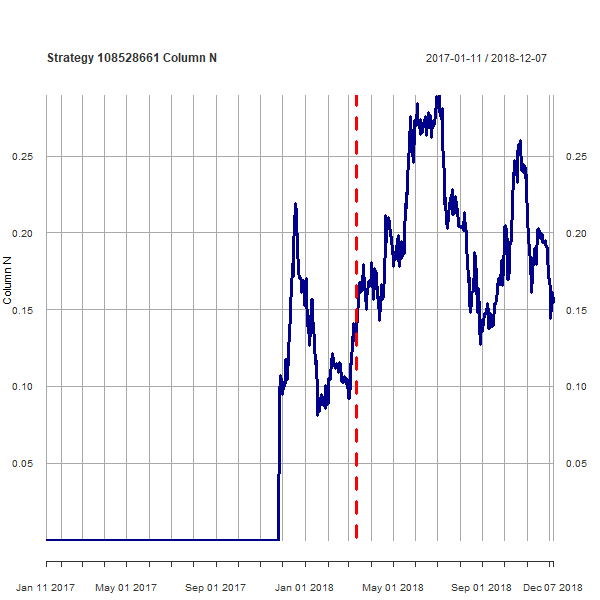 Strategy 108528661 Column N
2017-01-11 / 2018-12-07
0.25
0.20
0.15
0.10
0.05
Column N
0.25
0.20
0.15
0.10
0.05
Jan 11 2017
May 01 2017
Sep 01 2017
Jan 01 2018
May 01 2018
Sep 01 2018
Dec 07 2018